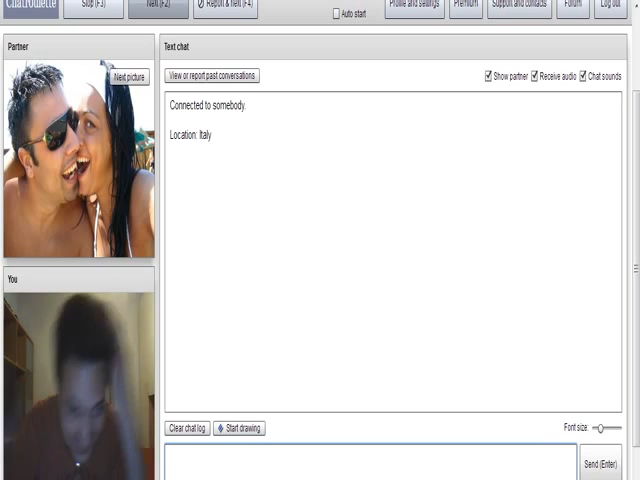 Chatroulette
Stop (F3)
Next (F2)
Report & next (F4)
Auto start
Profile and settings
Premium
Support and contacts
Forum
Log out
Partner
Text chat
Next picture
View or report past conversations
Show partner
Receive audio
Chat sounds
Connected to somebody.
Location: Italy
You
Clear chat log
Start drawing
Font size:
Send (Enter)